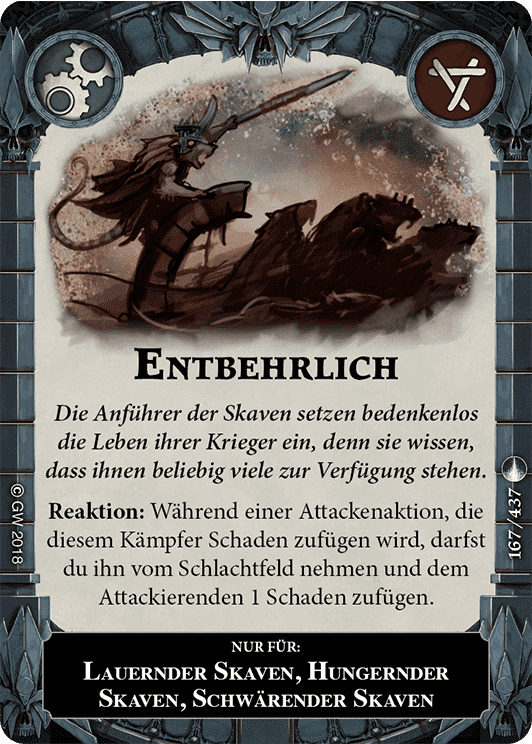 Entbehrlich
Die Anführer der Skaven setzen bedenkenlos
die Leben ihrer Krieger ein, denn sie wissen,
dass ihnen beliebig viele zur Verfügung stehen.
Reaktion: Während einer Attackenaktion, die
diesem Kämpfer Schaden zufügen wird, darfst
du ihn vom Schlachtfeld nehmen und dem
Attackierenden 1 Schaden zufügen.
© GW 2018
167/437
NUR FÜR:
Lauernder Skaven, Hungernder
Skaven, Schwärender Skaven